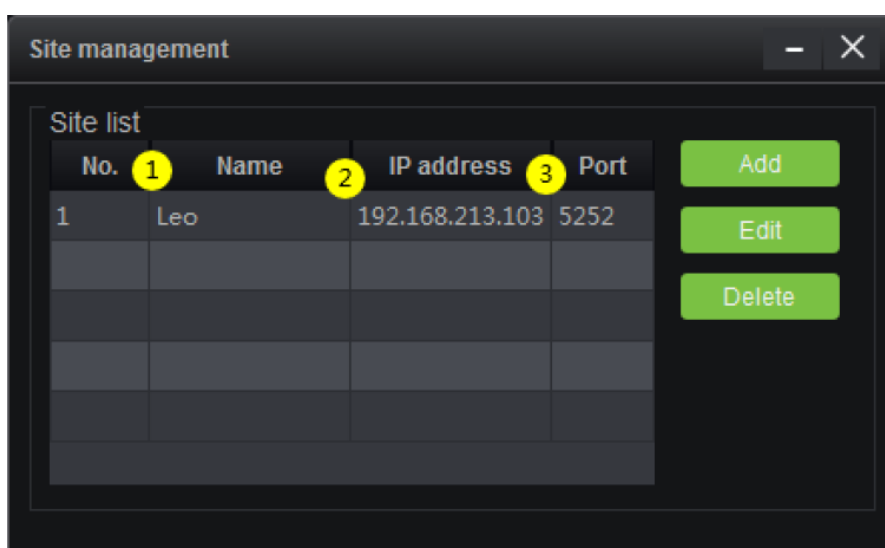 Site management
Site list
No. 1 Name 2 IP address 3 Port
1 Leo 192.168.213.103 5252
Add
Edit
Delete